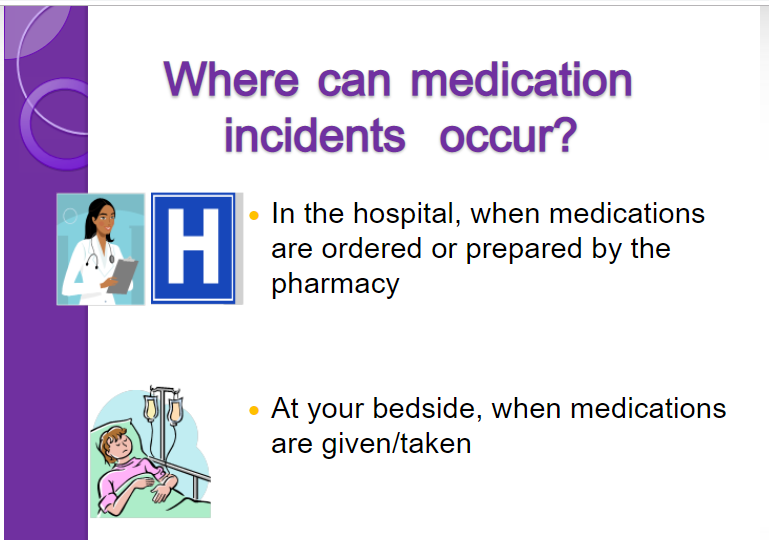 Where can medication
incidents occur?
H
• In the hospital, when medications
are ordered or prepared by the
pharmacy
• At your bedside, when medications
are given/taken